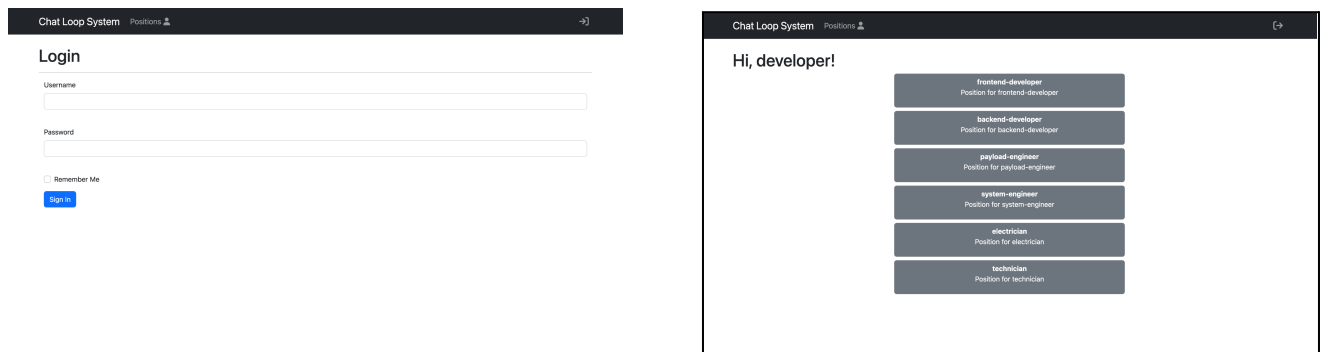 Chat Loop System Positions
Login
Username
Password
Remember Me
Sign In
Chat Loop System Positions
Hi, developer!
frontend-developer
Position for frontend-developer
backend-developer
Position for backend-developer
payload-engineer
Position for payload-engineer
system-engineer
Position for system-engineer
electrician
Position for electrician
technician
Position for technician